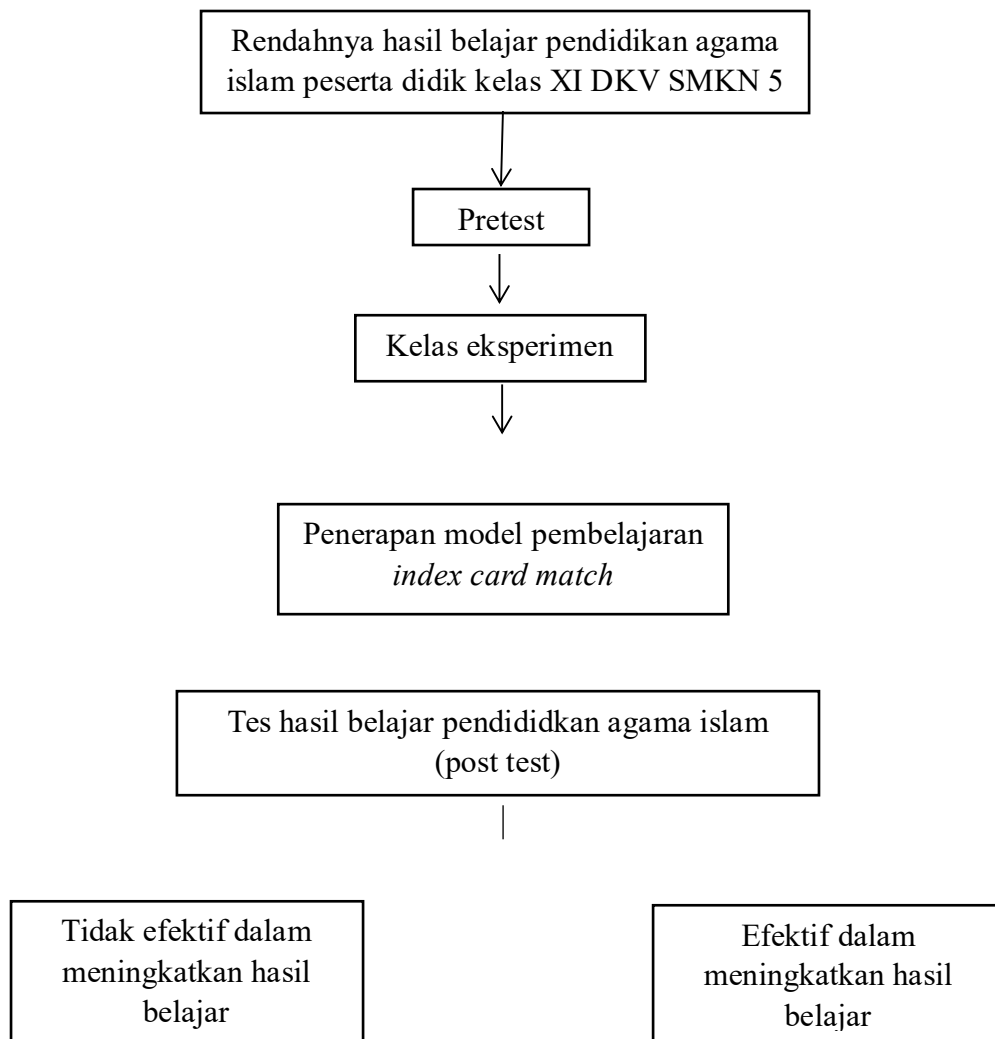 Rendahnya hasil belajar pendidikan agama
islam peserta didik kelas XI DKV SMKN 5
Pretest
Kelas eksperimen
Penerapan model pembelajaran
index card match
Tes hasil belajar pendididkan agama islam
(post test)
Tidak efektif dalam
meningkatkan hasil
belajar
Efektif dalam
meningkatkan hasil
belajar